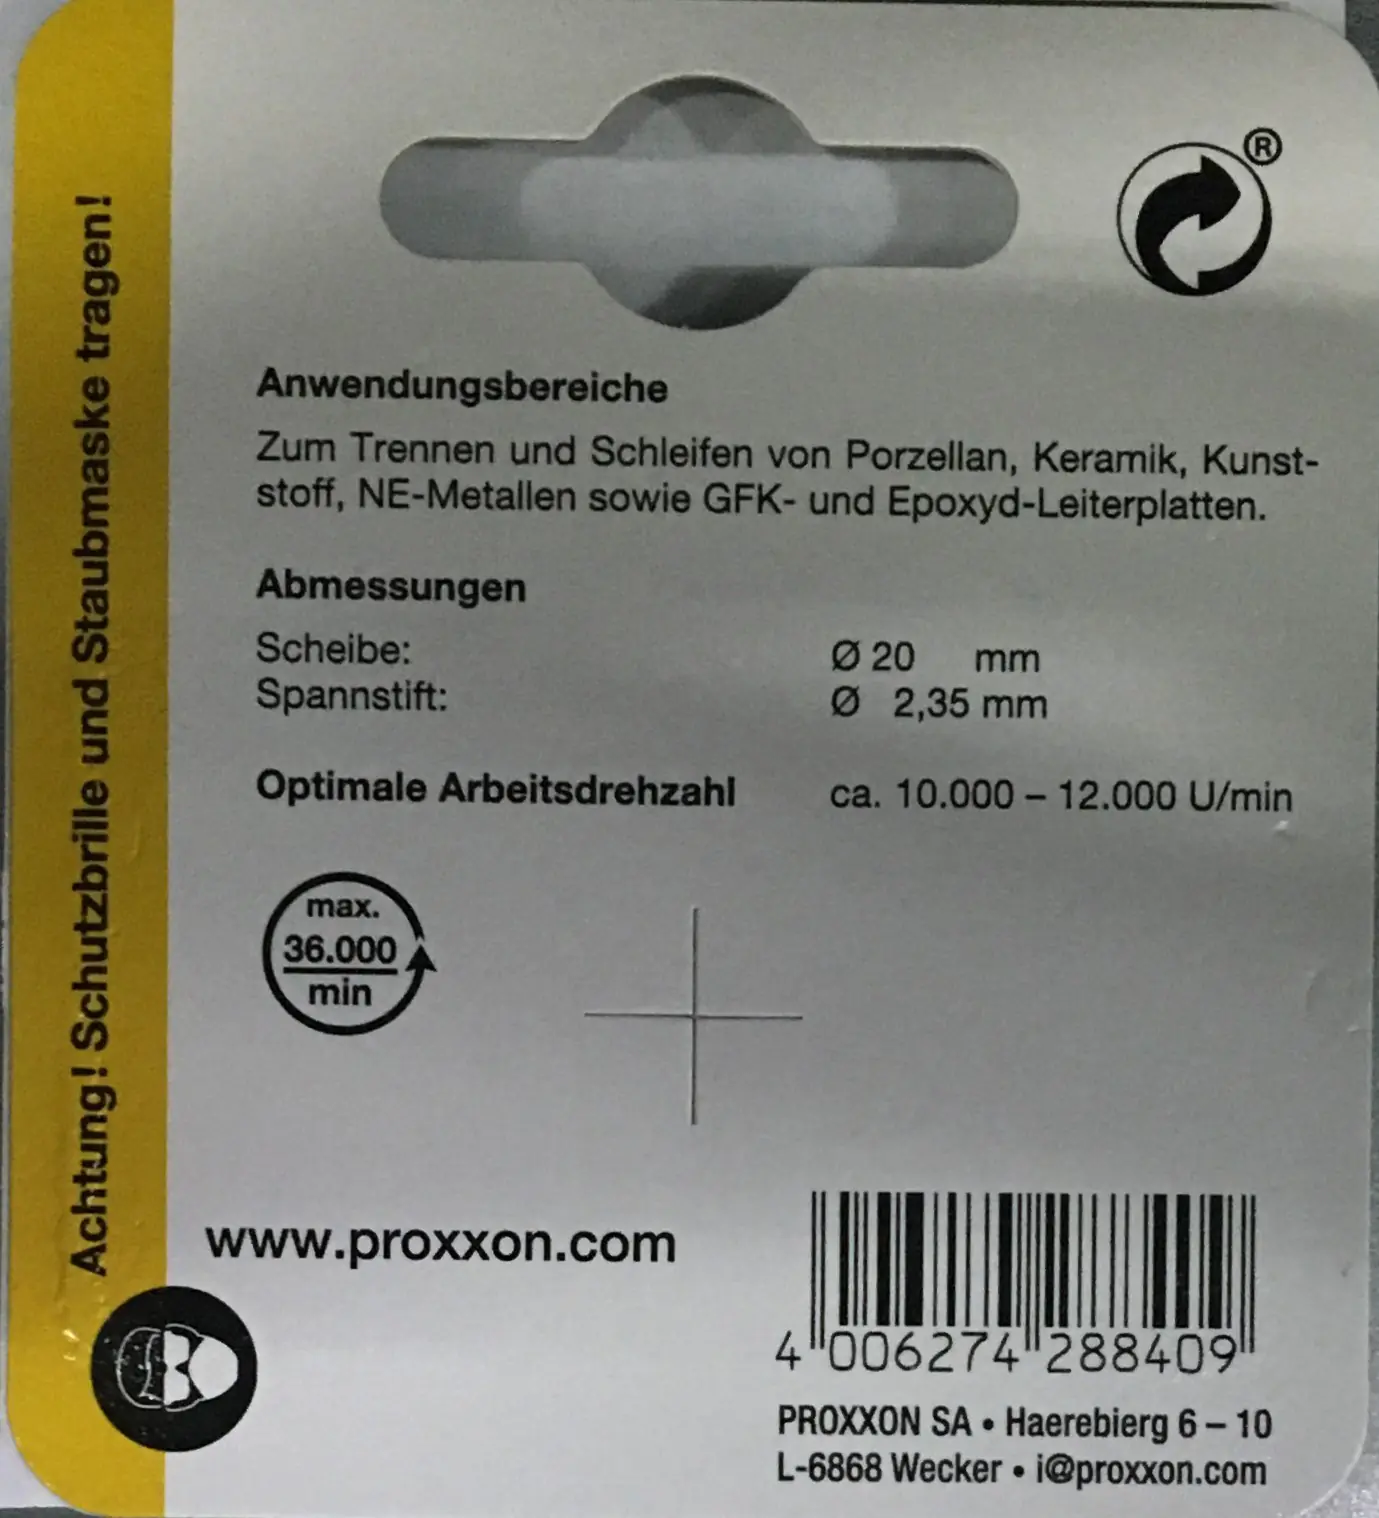 Achtung! Schutzbrille und Staubmaske tragen!
®
Anwendungsbereiche
Zum Trennen und Schleifen von Porzellan, Keramik, Kunst-
stoff, NE-Metallen sowie GFK- und Epoxyd-Leiterplatten.
Abmessungen
Scheibe: Ø 20 mm
Spannstift: Ø 2,35 mm
Optimale Arbeitsdrehzahl ca. 10.000 – 12.000 U/min
max.
36.000
min
www.proxxon.com
4 006274 288409
PROXXON SA • Haerebierg 6 – 10
L-6868 Wecker • i@proxxon.com